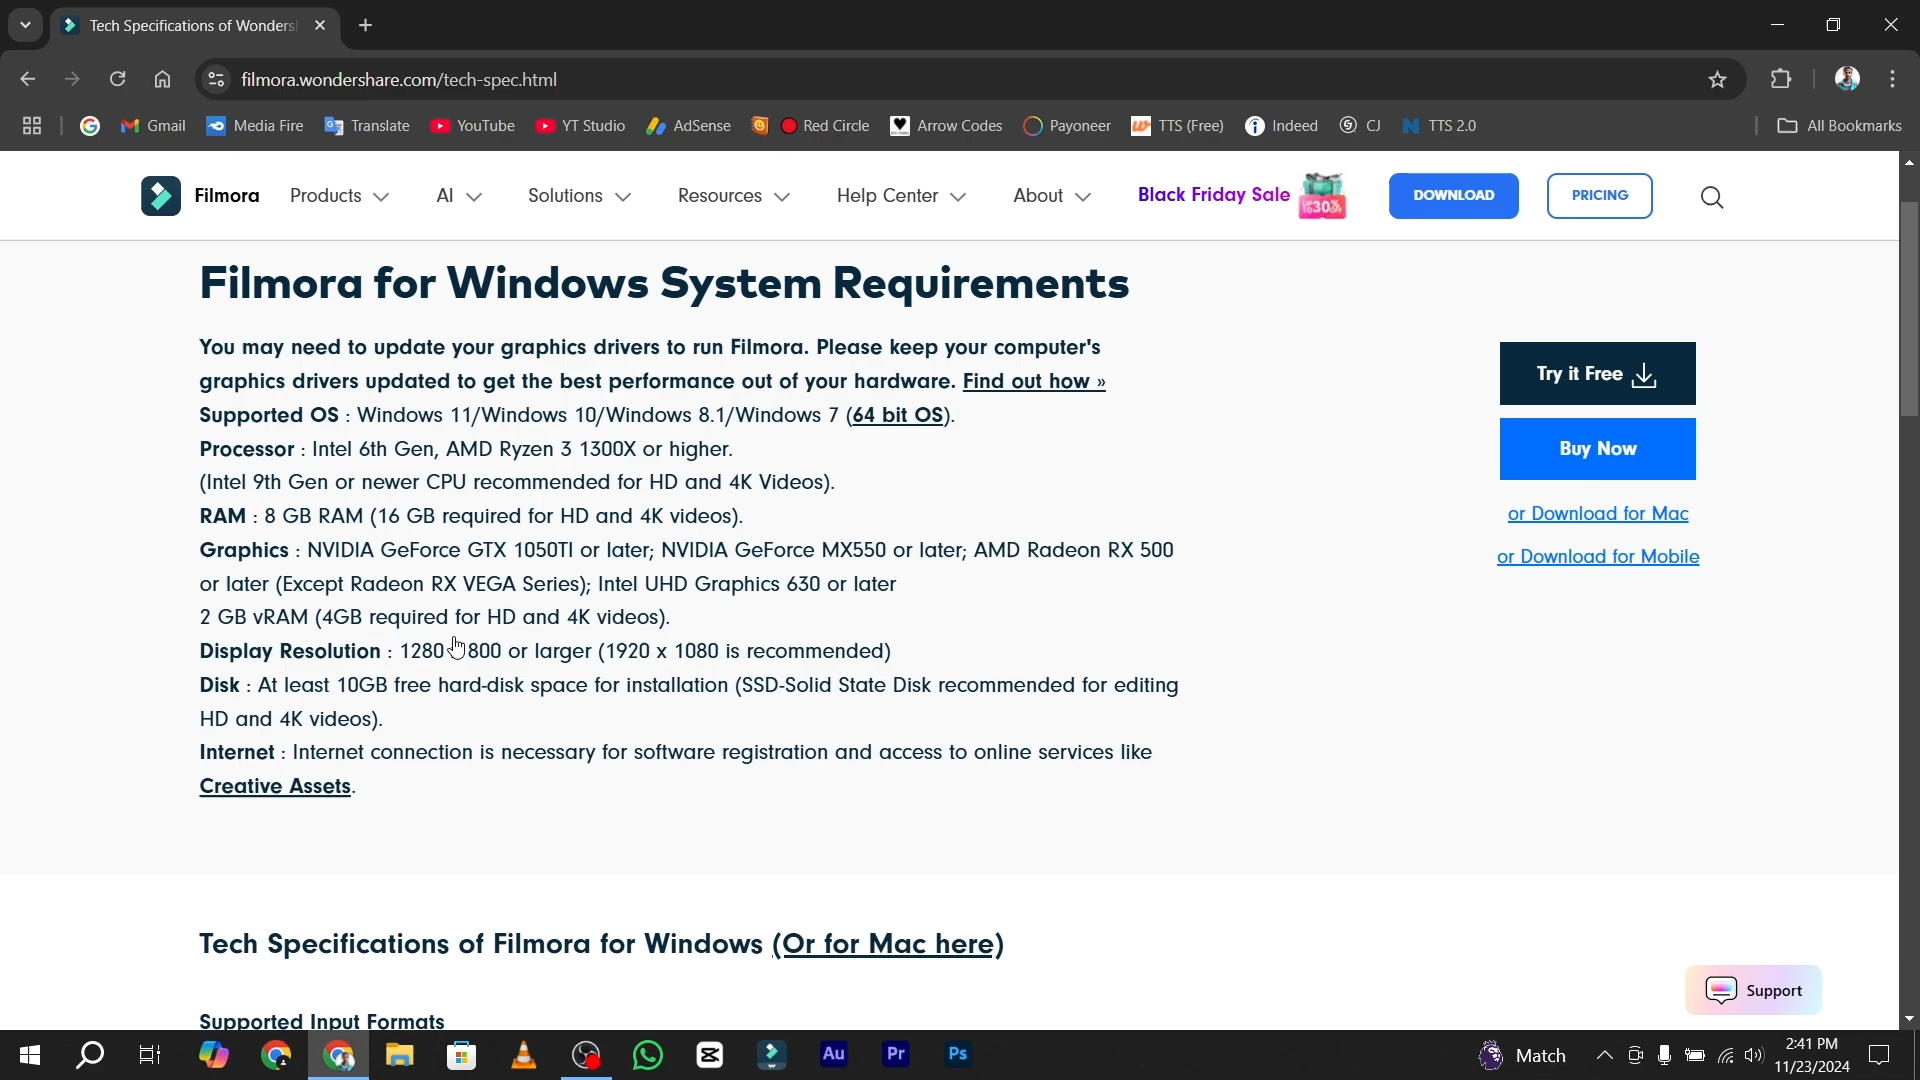 Tech Specifications of Wonders
filmora.wondershare.com/tech-spec.html
Gmail
Media Fire
Translate
YouTube
YT Studio
AdSense
Red Circle
Arrow Codes
Payoneer
TTS (Free)
Indeed
CJ
TTS 2.0
All Bookmarks
Filmora
Products
AI
Solutions
Resources
Help Center
About
Black Friday Sale
UP TO 30% OFF
DOWNLOAD
PRICING
Filmora for Windows System Requirements
You may need to update your graphics drivers to run Filmora. Please keep your computer's
graphics drivers updated to get the best performance out of your hardware. Find out how »
Supported OS : Windows 11/Windows 10/Windows 8.1/Windows 7 (64 bit OS).
Processor : Intel 6th Gen, AMD Ryzen 3 1300X or higher.
(Intel 9th Gen or newer CPU recommended for HD and 4K Videos).
RAM : 8 GB RAM (16 GB required for HD and 4K videos).
Graphics : NVIDIA GeForce GTX 1050TI or later; NVIDIA GeForce MX550 or later; AMD Radeon RX 500
or later (Except Radeon RX VEGA Series); Intel UHD Graphics 630 or later
2 GB vRAM (4GB required for HD and 4K videos).
Display Resolution : 1280 800 or larger (1920 x 1080 is recommended)
Disk : At least 10GB free hard-disk space for installation (SSD-Solid State Disk recommended for editing
HD and 4K videos).
Internet : Internet connection is necessary for software registration and access to online services like
Creative Assets.
Try it Free
Buy Now
or Download for Mac
or Download for Mobile
Tech Specifications of Filmora for Windows (Or for Mac here)
Supported Input Formats
Support
Au
Pr
Ps
Match
2:41 PM
11/23/2024